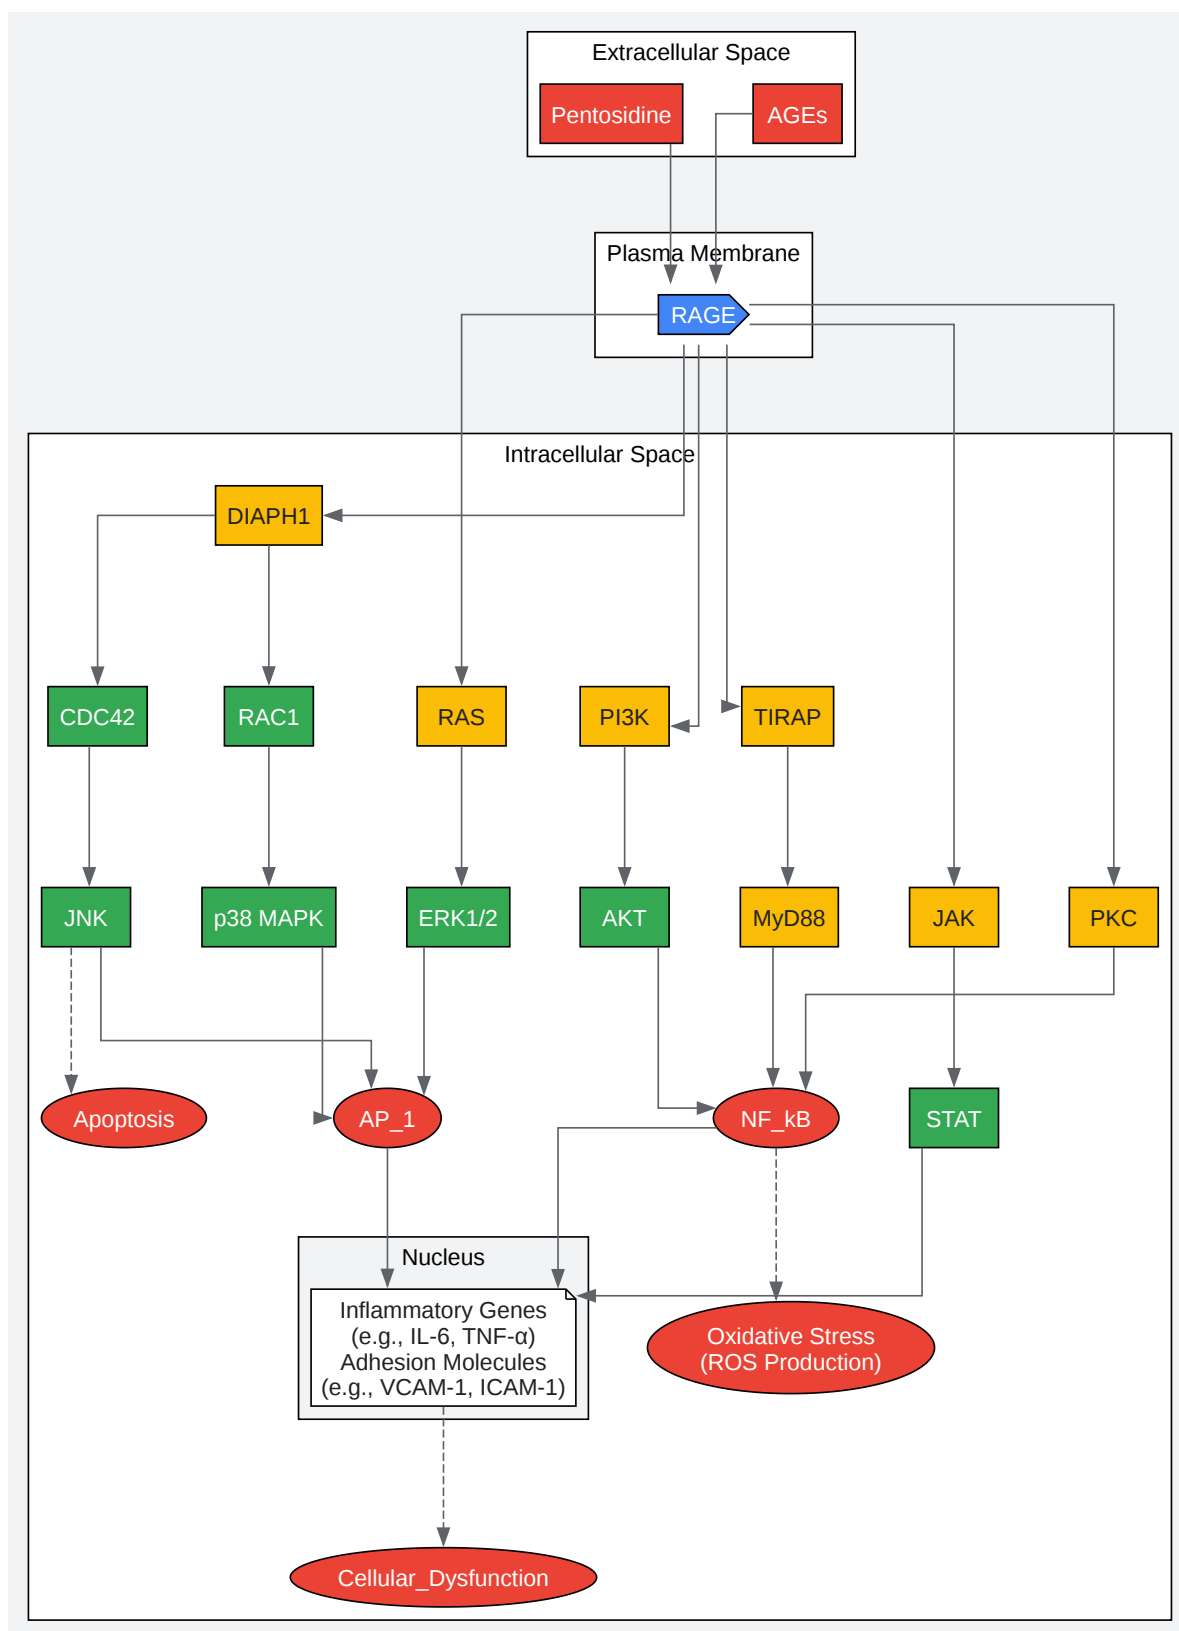 Extracellular Space
Pentosidine
AGEs
Plasma Membrane
RAGE
Intracellular Space
DIAPH1
CDC42
RAC1
RAS
PI3K
TIRAP
JNK
p38 MAPK
ERK1/2
AKT
MyD88
JAK
PKC
Apoptosis
AP_1
NF_kB
STAT
Nucleus
Inflammatory Genes
(e.g., IL-6, TNF-α)
Adhesion Molecules
(e.g., VCAM-1, ICAM-1)
Oxidative Stress
(ROS Production)
Cellular_Dysfunction